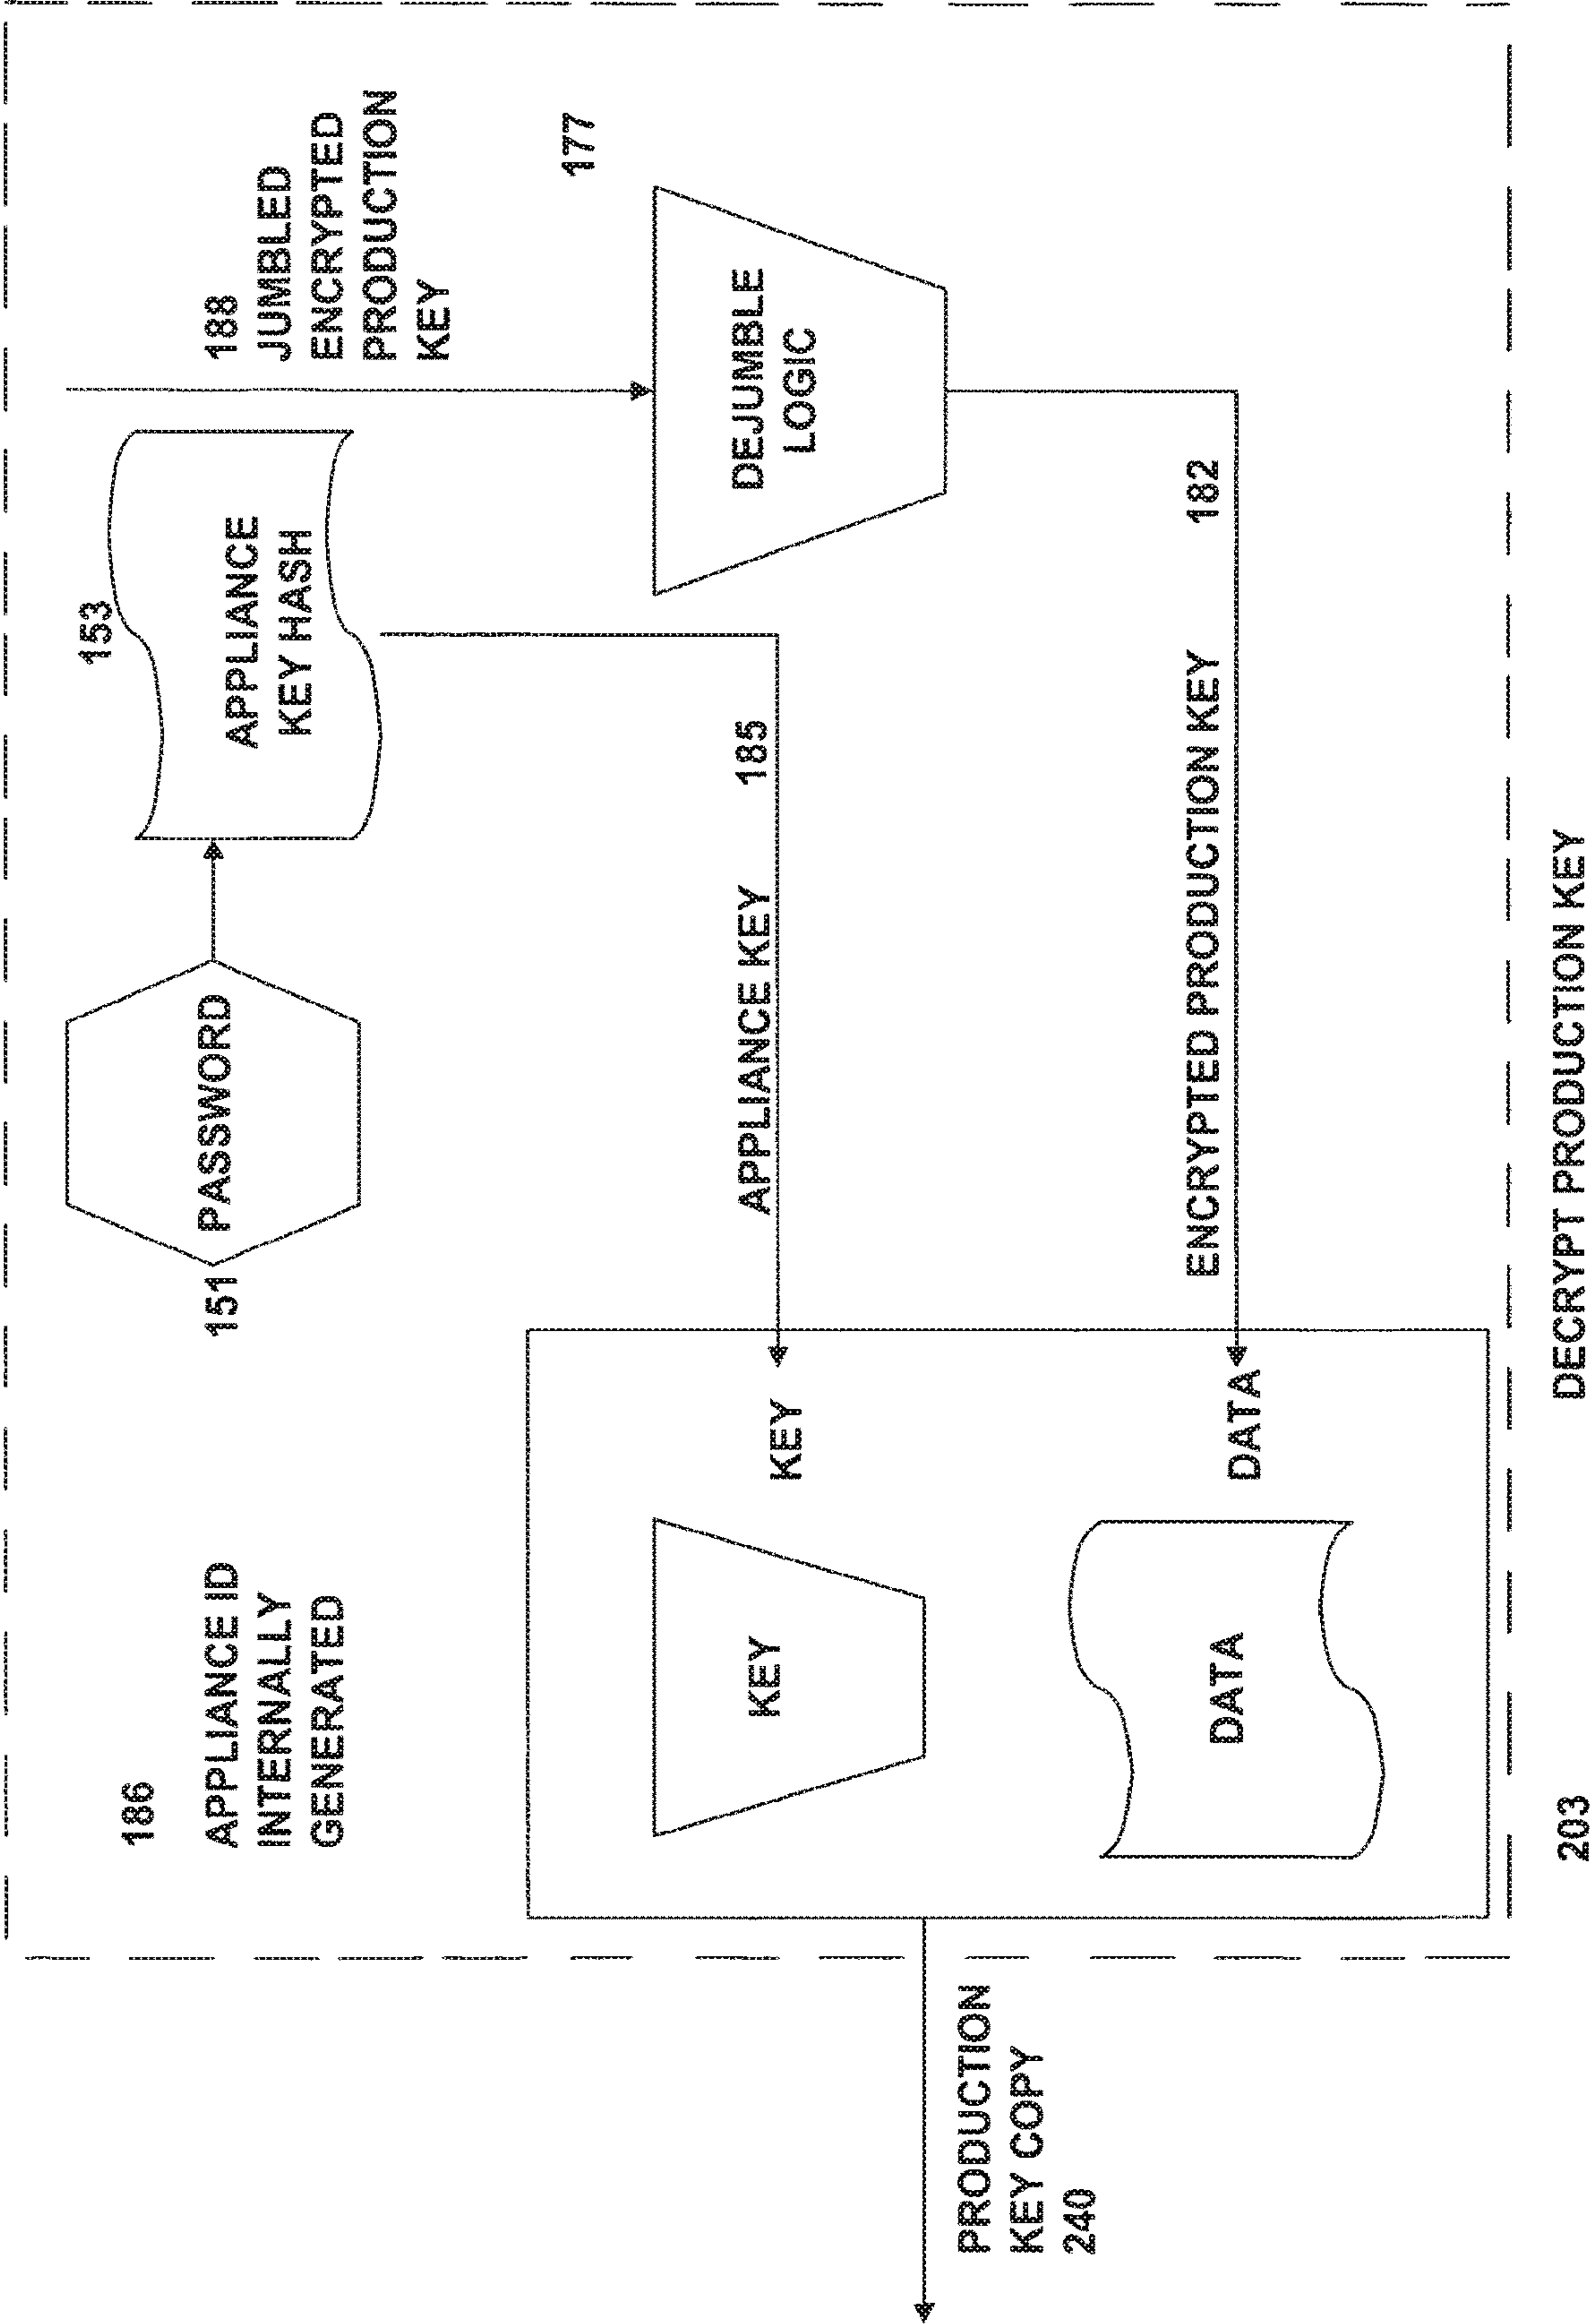 186
APPLIANCE ID
INTERNALLY
GENERATED
151
PASSWORD
153
APPLIANCE
KEY HASH
188
JUMBLED
ENCRYPTED
PRODUCTION
KEY
177
DEJUMBLE
LOGIC
APPLIANCE KEY
185
KEY
KEY
PRODUCTION
KEY COPY
240
ENCRYPTED PRODUCTION KEY
182
DATA
DATA
203
DECRYPT PRODUCTION KEY